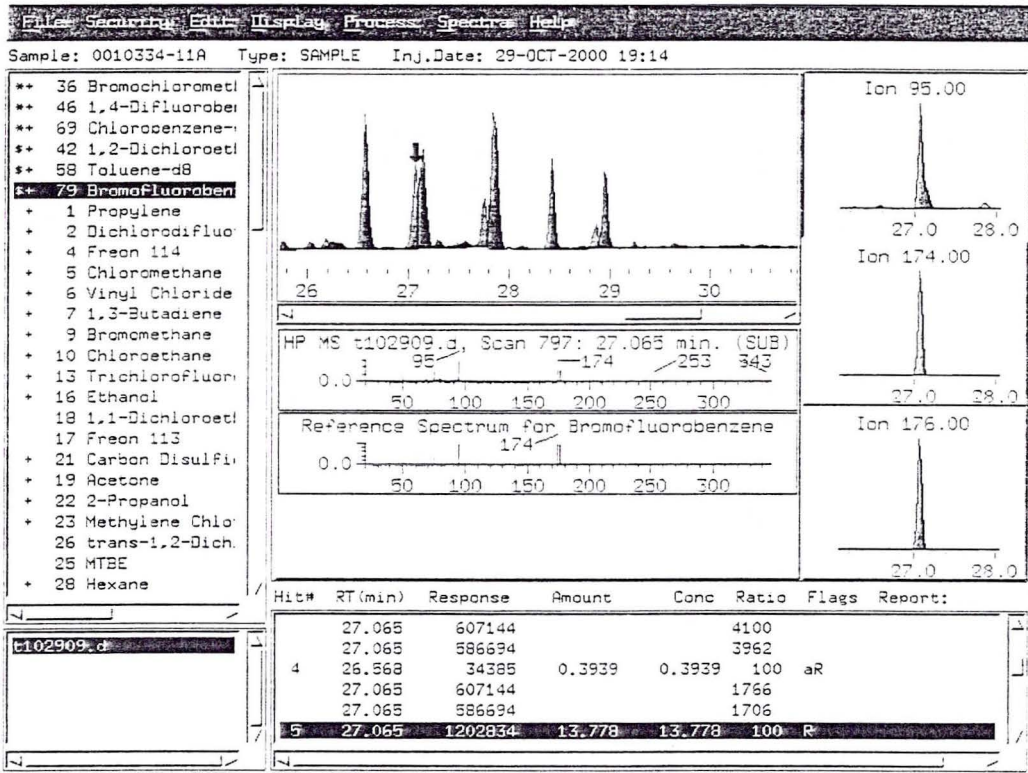 File Security Edit Display Process Spectra Help
Sample: 0010334-11A Type: SAMPLE Inj.Date: 29-OCT-2000 19:14
*+ 36 Bromochloromet
*+ 46 1,4-Difluorobe
*+ 69 Chlorobenzene-
$+ 42 1,2-Dichloroet
$+ 58 Toluene-d8
$+ 79 Bromofluoroben
+ 1 Propylene
+ 2 Dichlorodifluo
+ 4 Freon 114
+ 5 Chloromethane
+ 6 Vinyl Chloride
+ 7 1,3-Butadiene
+ 9 Bromomethane
+ 10 Chloroethane
+ 13 Trichlorofluor
+ 16 Ethanol
18 1,1-Dichloroet
17 Freon 113
+ 21 Carbon Disulfi
+ 19 Acetone
+ 22 2-Propanol
+ 23 Methylene Chlo
26 trans-1,2-Dich
25 MTBE
+ 28 Hexane
t102909.d
26 27 28 29 30
HP MS t102909.d, Scan 797: 27.065 min. (SUB)
95 174 253 343
0.0
50 100 150 200 250 300
Reference Spectrum for Bromofluorobenzene
174
0.0
50 100 150 200 250 300
Ion 95.00
27.0 28.0
Ion 174.00
27.0 28.0
Ion 176.00
27.0 28.0
Hit# RT(min) Response Amount Conc Ratio Flags Report:
27.065 607144 4100
27.065 586694 3962
4 26.568 34385 0.3939 0.3939 100 aR
27.065 607144 1766
27.065 586694 1706
5 27.065 1202834 13.778 13.778 100 R